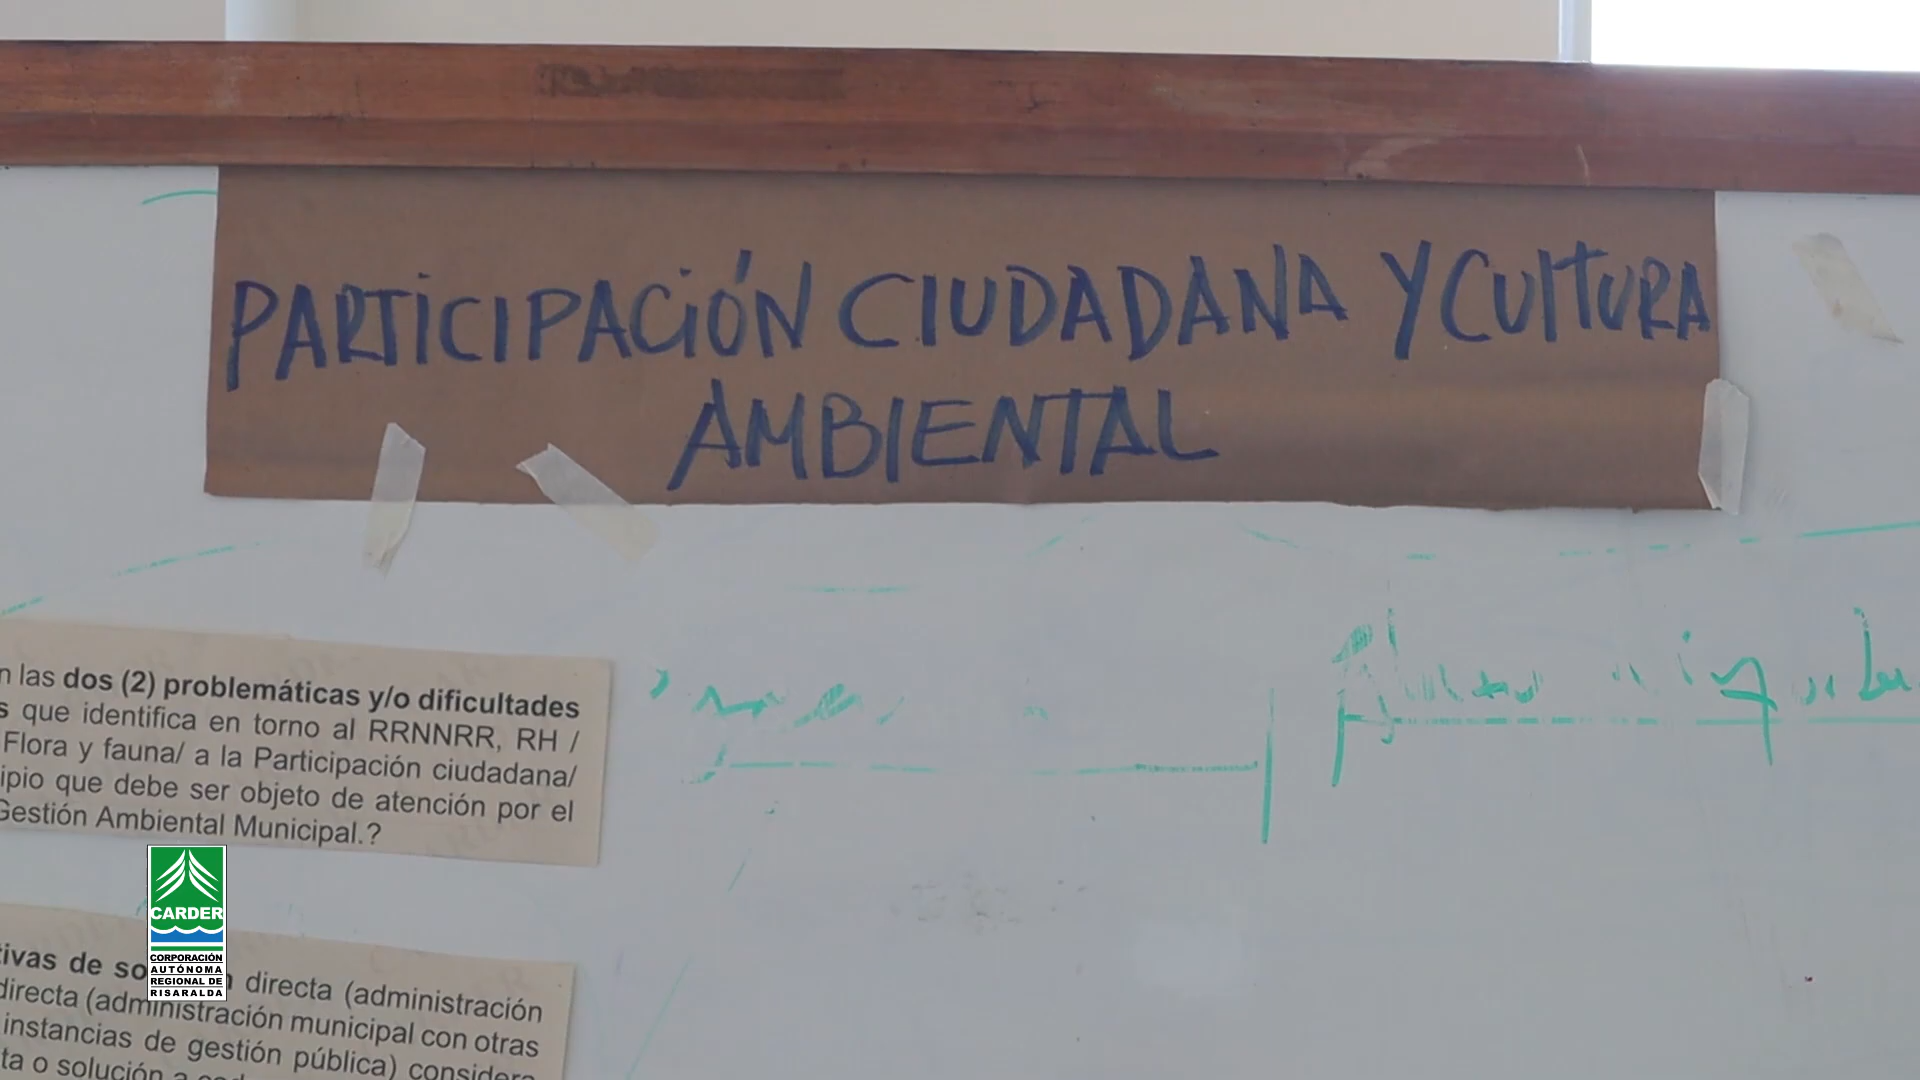 PARTICIPACIÓN CIUDADANA Y CULTURA
AMBIENTAL
n las dos (2) problemáticas y/o dificultades
s que identifica en torno al RRNNRR, RH /
Flora y fauna/ a la Participación ciudadana/
ipio que debe ser objeto de atención por el
Gestión Ambiental Municipal.?
CARDER
CORPORACIÓN
AUTÓNOMA
REGIONAL DE
RISARALDA
tivas de so directa (administración
directa (administración municipal con otras
instancias de gestión pública) considera
ta o solución a